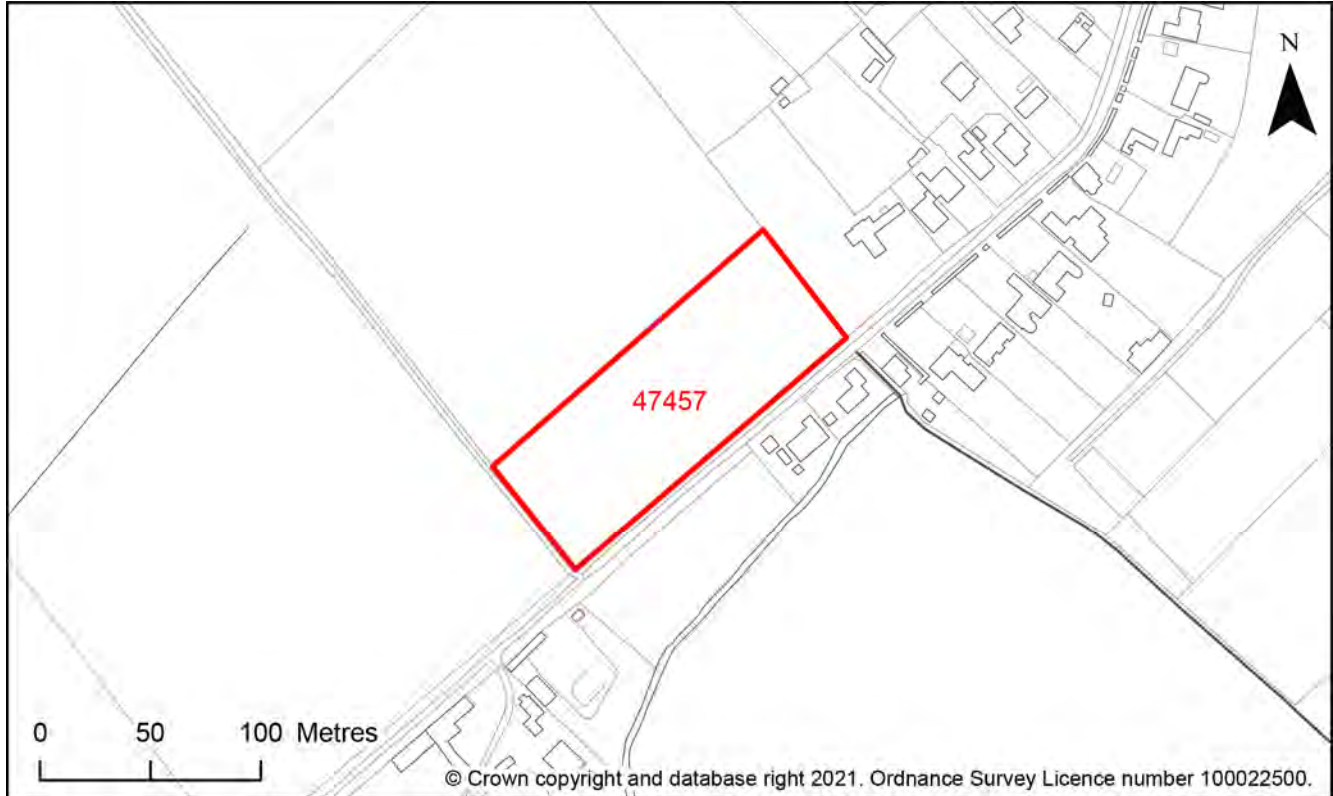 N
47457
0 50 100 Metres
© Crown copyright and database right 2021. Ordnance Survey Licence number 100022500.